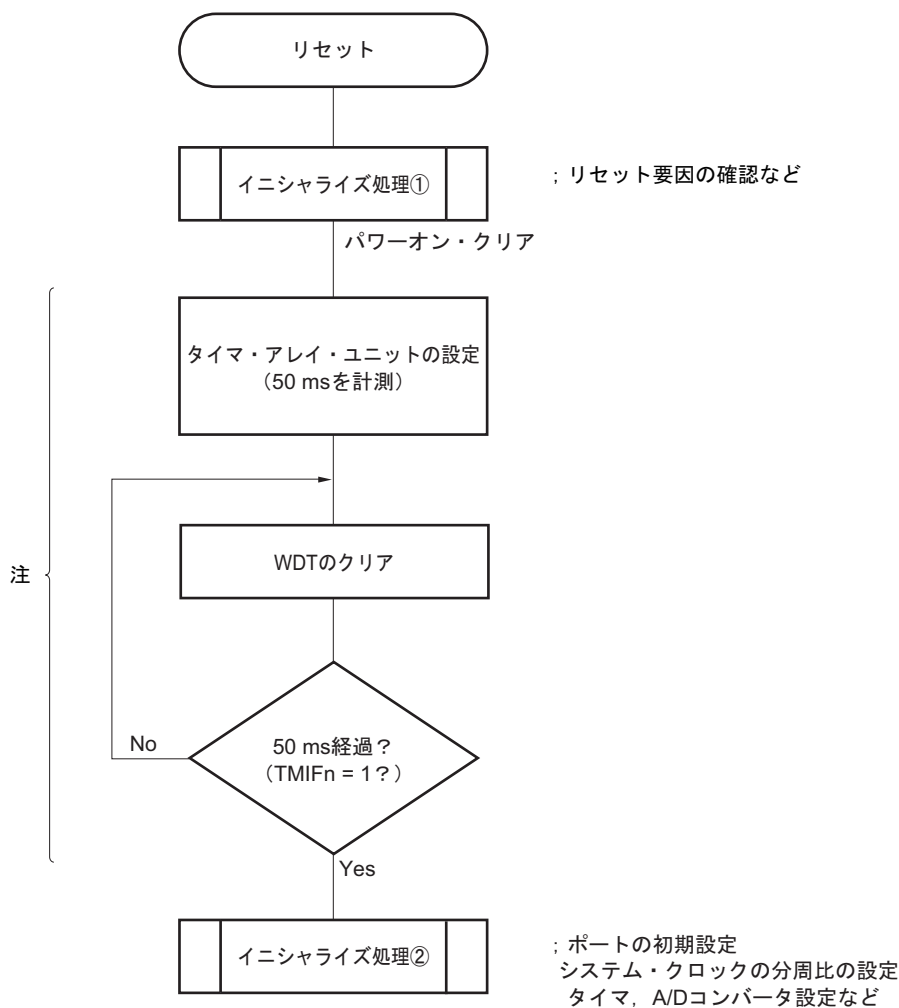 リセット
イニシャライズ処理①
; リセット要因の確認など
パワーオン・クリア
タイマ・アレイ・ユニットの設定
（50 msを計測）
注
WDTのクリア
No
50 ms経過？
（TMIFn = 1？）
Yes
イニシャライズ処理②
; ポートの初期設定
システム・クロックの分周比の設定
タイマ，A/Dコンバータ設定など